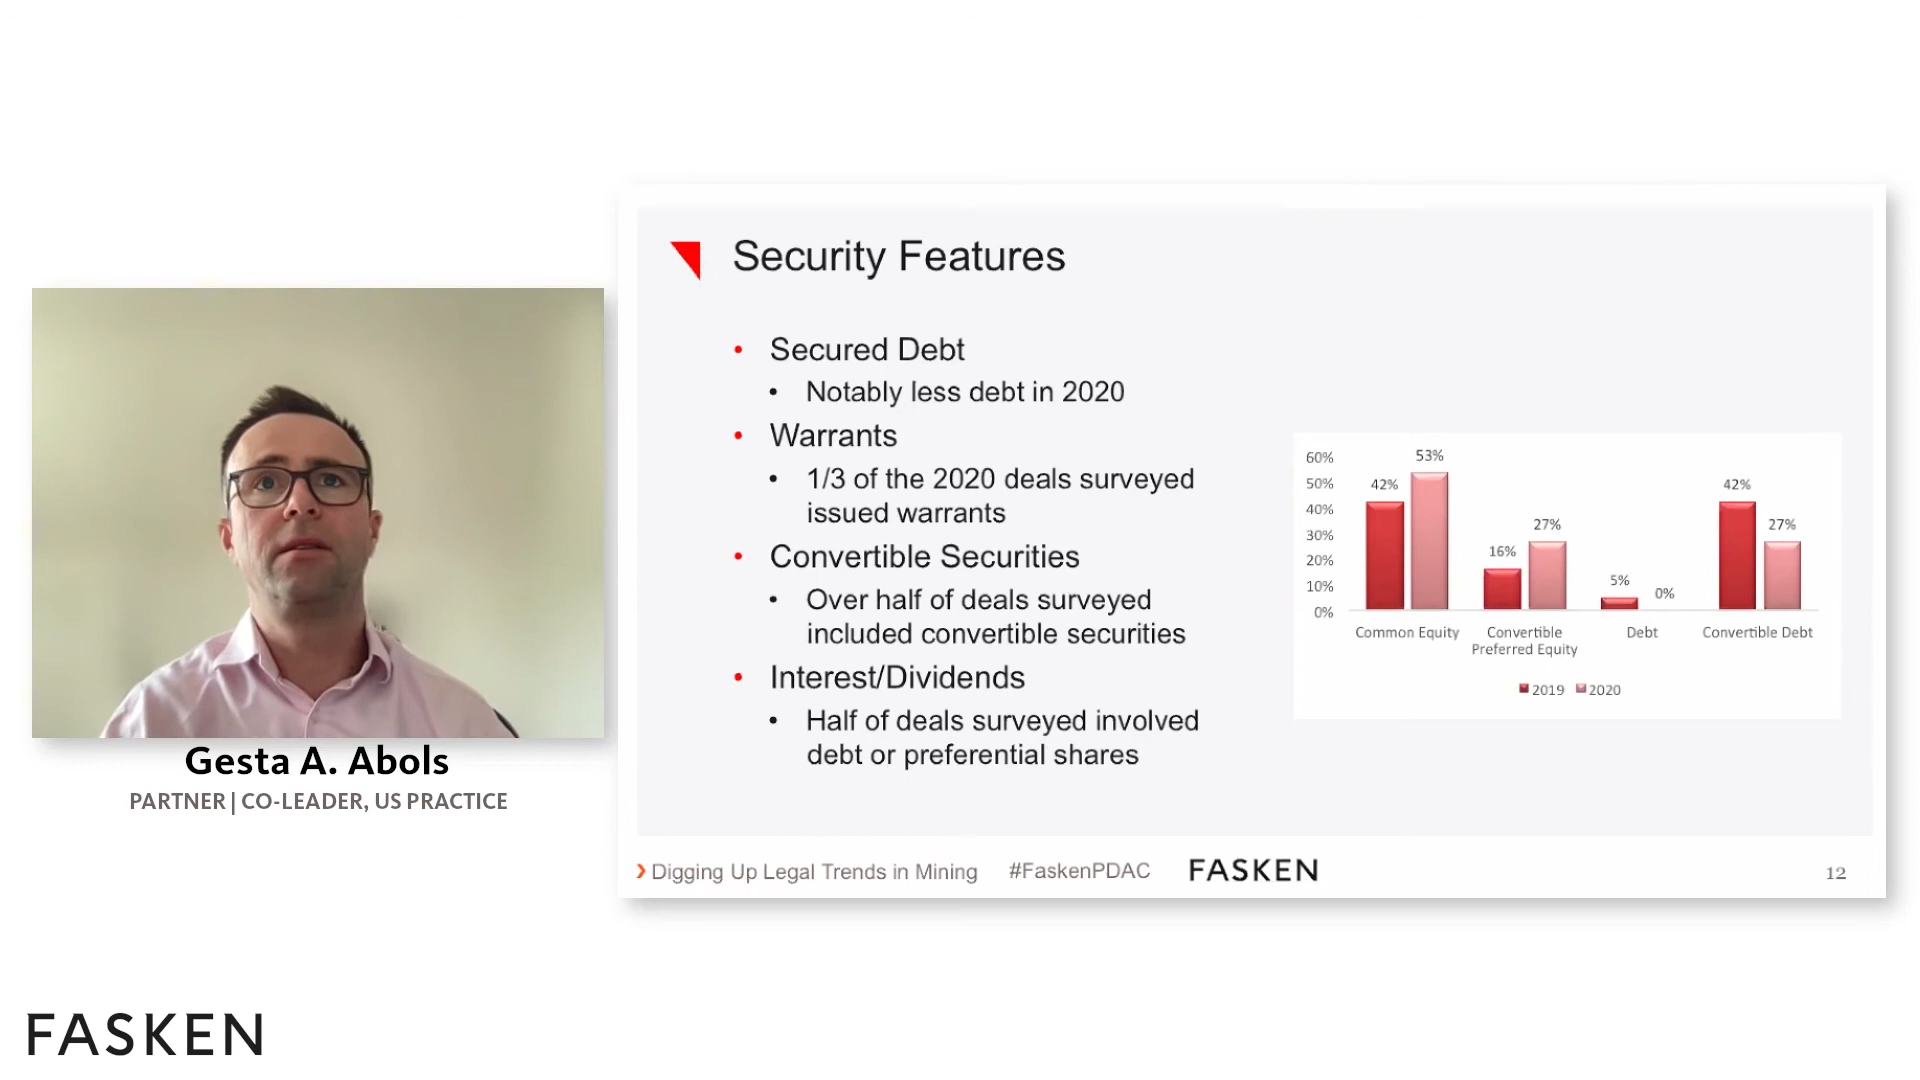 Security Features
• Secured Debt
• Notably less debt in 2020
• Warrants
• 1/3 of the 2020 deals surveyed
issued warrants
• Convertible Securities
• Over half of deals surveyed
included convertible securities
• Interest/Dividends
• Half of deals surveyed involved
debt or preferential shares
60%
50%
40%
30%
20%
10%
0%
42%
53%
16%
27%
5%
0%
42%
27%
Common Equity
Convertible
Preferred Equity
Debt
Convertible Debt
2019 2020
Digging Up Legal Trends in Mining #FaskenPDAC FASKEN 12
Gesta A. Abols
PARTNER | CO-LEADER, US PRACTICE
FASKEN